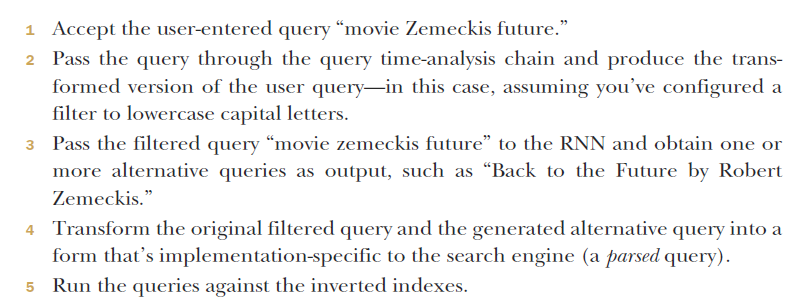 1 Accept the user-entered query “movie Zemeckis future.”
2 Pass the query through the query time-analysis chain and produce the trans-
formed version of the user query—in this case, assuming you’ve configured a
filter to lowercase capital letters.
3 Pass the filtered query “movie zemeckis future” to the RNN and obtain one or
more alternative queries as output, such as “Back to the Future by Robert
Zemeckis.”
4 Transform the original filtered query and the generated alternative query into a
form that’s implementation-specific to the search engine (a parsed query).
5 Run the queries against the inverted indexes.